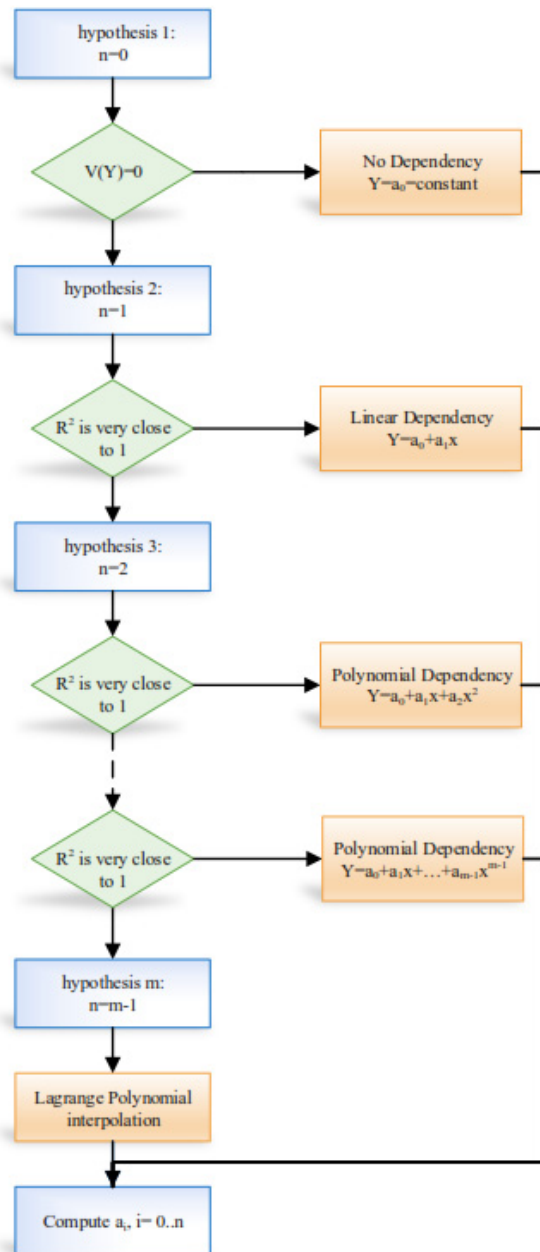 hypothesis 1:
n=0
V(Y)=0
No Dependency
Y=a₀=constant
hypothesis 2:
n=1
R² is very close
to 1
Linear Dependency
Y=a₀+a₁x
hypothesis 3:
n=2
R² is very close
to 1
Polynomial Dependency
Y=a₀+a₁x+a₂x²
R² is very close
to 1
Polynomial Dependency
Y=a₀+a₁x+…+aₘ₋₁xᵐ⁻¹
hypothesis m:
n=m-1
Lagrange Polynomial
interpolation
Compute aᵢ, i= 0..n